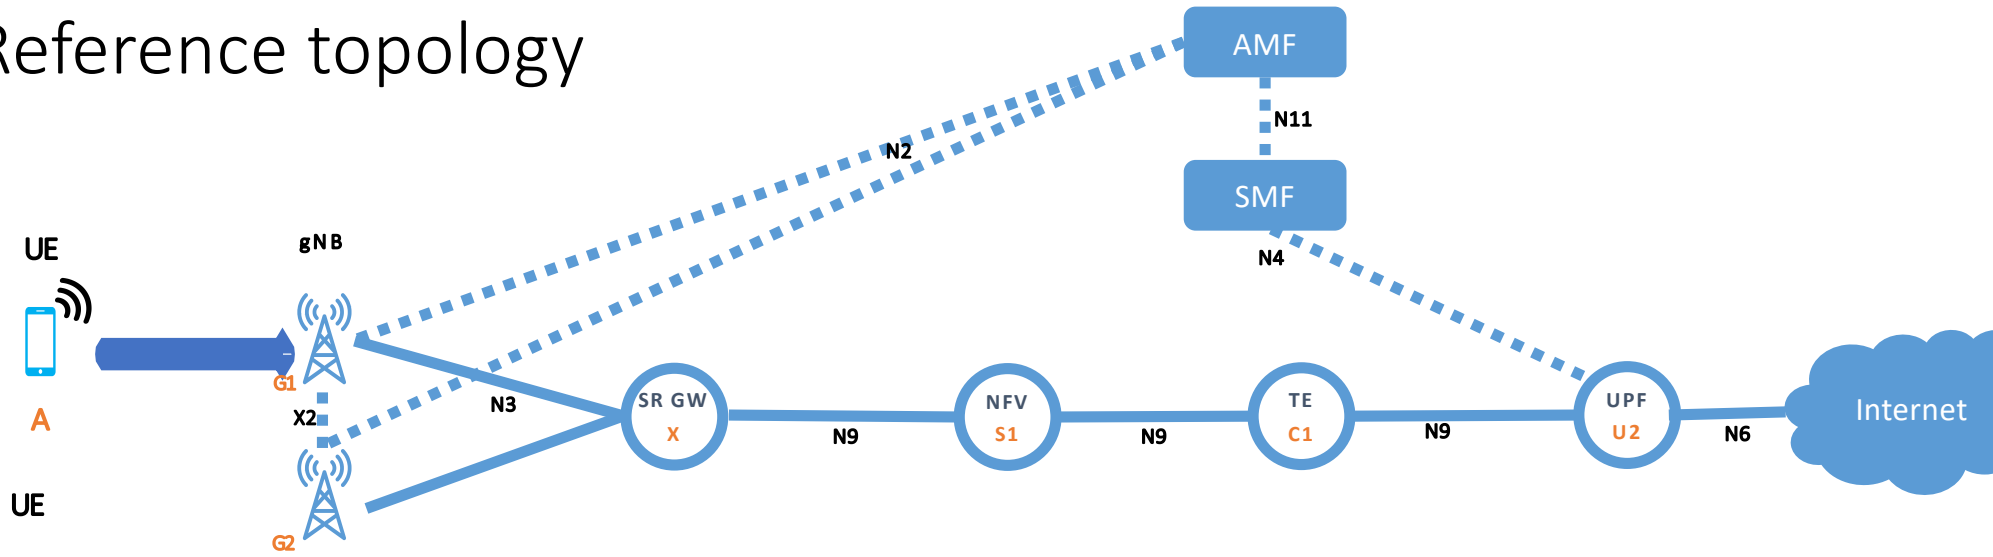 Reference topology
AMF
N11
N2
SMF
UE
gNB
N4
G1
A
X2
N3
SR GW
X
N9
NFV
S1
N9
TE
C1
N9
UPF
U2
N6
Internet
UE
G2